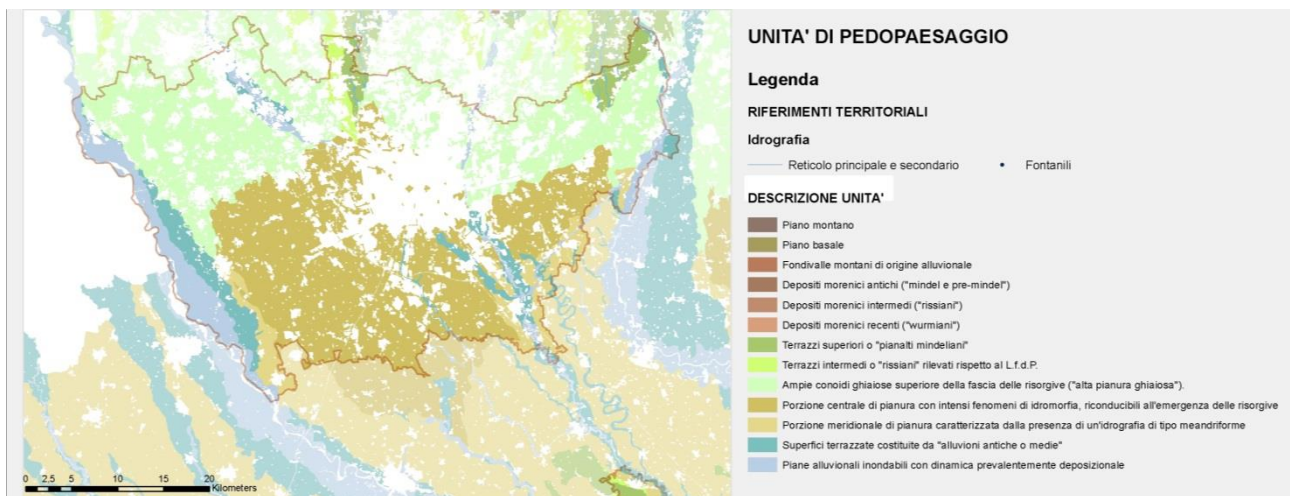 UNITA' DI PEDOPAESAGGIO
Legenda
RIFERIMENTI TERRITORIALI
Idrografia
Reticolo principale e secondario
Fontanili
DESCRIZIONE UNITA'
Piano montano
Piano basale
Fondivalle montani di origine alluvionale
Depositi morenici antichi ("mindel e pre-mindel")
Depositi morenici intermedi ("rissiani")
Depositi morenici recenti ("wurmiani")
Terrazzi superiori o "pianalti mindeliani"
Terrazzi intermedi o "rissiani" rilevati rispetto al L.f.d.P.
Ampie conoidi ghiaiose superiore della fascia delle risorgive ("alta pianura ghiaiosa").
Porzione centrale di pianura con intensi fenomeni di idromorfia, riconducibili all'emergenza delle risorgive
Porzione meridionale di pianura caratterizzata dalla presenza di un'idrografia di tipo meandriforme
Superfici terrazzate costituite da "alluvioni antiche o medie"
Piane alluvionali inondabili con dinamica prevalentemente deposizionale
0 2.5 5 10 15 20
Kilometers